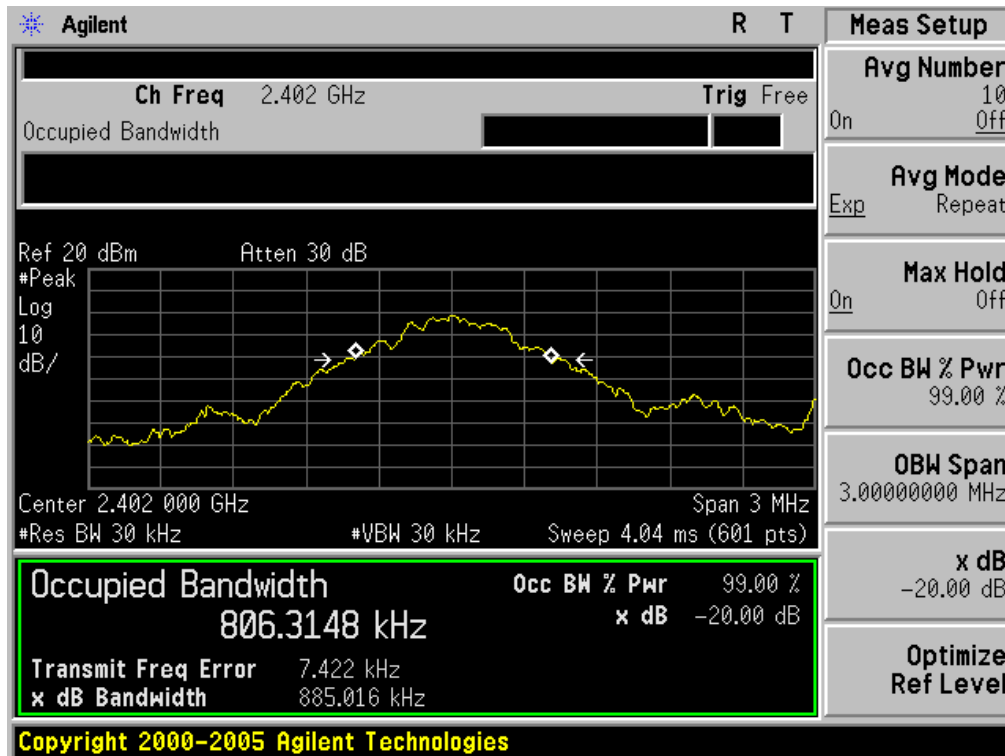 Agilent R T
Ch Freq 2.402 GHz Trig Free
Occupied Bandwidth
Ref 20 dBm Atten 30 dB
#Peak
Log
10
dB/
Center 2.402 000 GHz Span 3 MHz
#Res BW 30 kHz #VBW 30 kHz Sweep 4.04 ms (601 pts)
Occupied Bandwidth Occ BW % Pwr 99.00 %
806.3148 kHz x dB -20.00 dB
Transmit Freq Error 7.422 kHz
x dB Bandwidth 885.016 kHz
Copyright 2000-2005 Agilent Technologies
Meas Setup
Avg Number
10
On Off
Avg Mode
Exp Repeat
Max Hold
On Off
Occ BW % Pwr
99.00 %
OBW Span
3.00000000 MHz
x dB
-20.00 dB
Optimize
Ref Level